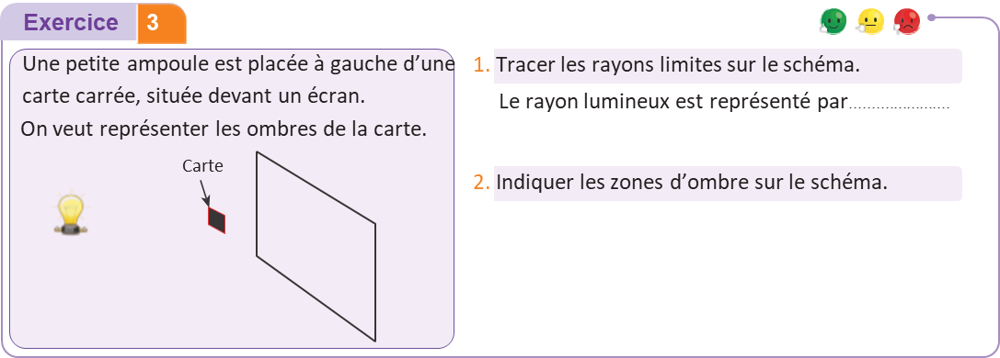 Exercice 3
Une petite ampoule est placée à gauche d’une
carte carrée, située devant un écran.
On veut représenter les ombres de la carte.
Carte
1. Tracer les rayons limites sur le schéma.
Le rayon lumineux est représenté par......................
2. Indiquer les zones d’ombre sur le schéma.